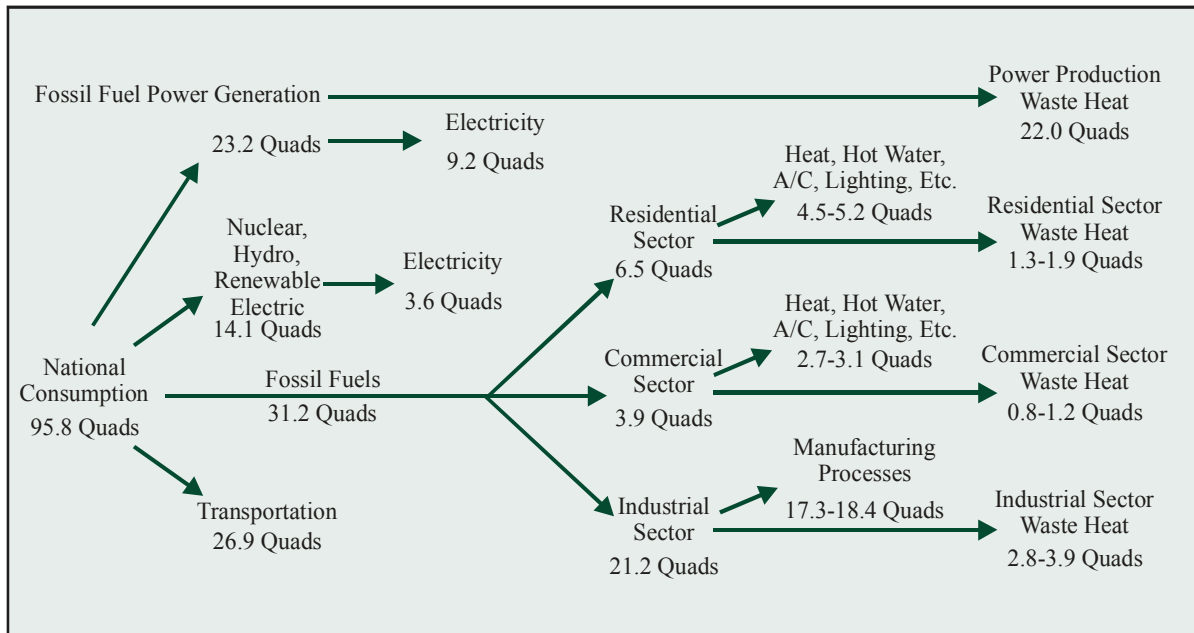 Fossil Fuel Power Generation
23.2 Quads
Electricity
9.2 Quads
Power Production
Waste Heat
22.0 Quads
Nuclear,
Hydro,
Renewable
Electric
14.1 Quads
Electricity
3.6 Quads
National
Consumption
95.8 Quads
Fossil Fuels
31.2 Quads
Transportation
26.9 Quads
Residential
Sector
6.5 Quads
Heat, Hot Water,
A/C, Lighting, Etc.
4.5-5.2 Quads
Residential Sector
Waste Heat
1.3-1.9 Quads
Commercial
Sector
3.9 Quads
Heat, Hot Water,
A/C, Lighting, Etc.
2.7-3.1 Quads
Commercial Sector
Waste Heat
0.8-1.2 Quads
Industrial
Sector
21.2 Quads
Manufacturing
Processes
17.3-18.4 Quads
Industrial Sector
Waste Heat
2.8-3.9 Quads